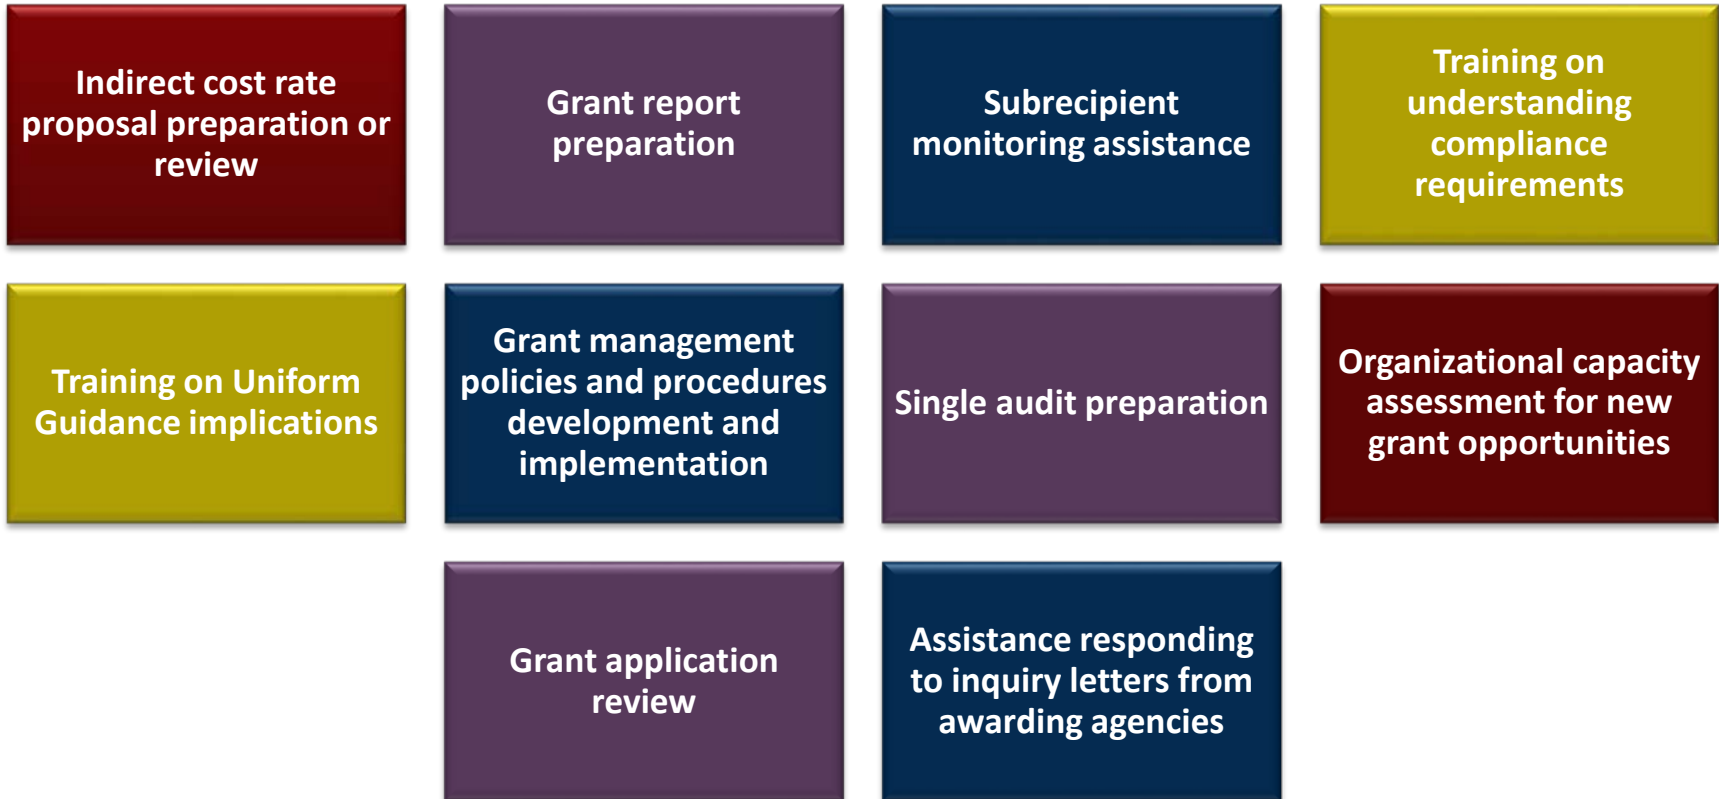 Indirect cost rate
proposal preparation or
review
Grant report
preparation
Subrecipient
monitoring assistance
Training on
understanding
compliance
requirements
Training on Uniform
Guidance implications
Grant management
policies and procedures
development and
implementation
Single audit preparation
Organizational capacity
assessment for new
grant opportunities
Grant application
review
Assistance responding
to inquiry letters from
awarding agencies